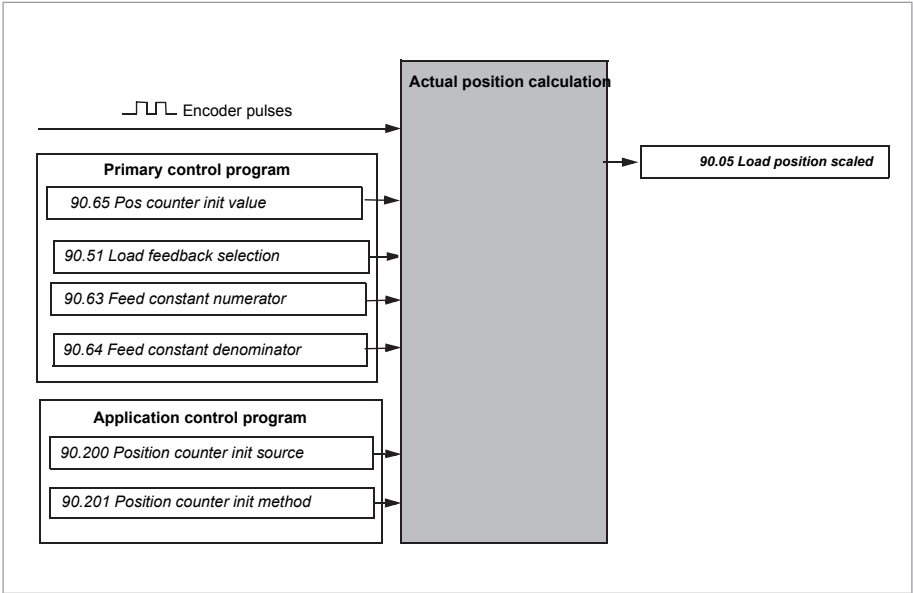 Actual position calculation
Encoder pulses
90.05 Load position scaled
Primary control program
90.65 Pos counter init value
90.51 Load feedback selection
90.63 Feed constant numerator
90.64 Feed constant denominator
Application control program
90.200 Position counter init source
90.201 Position counter init method